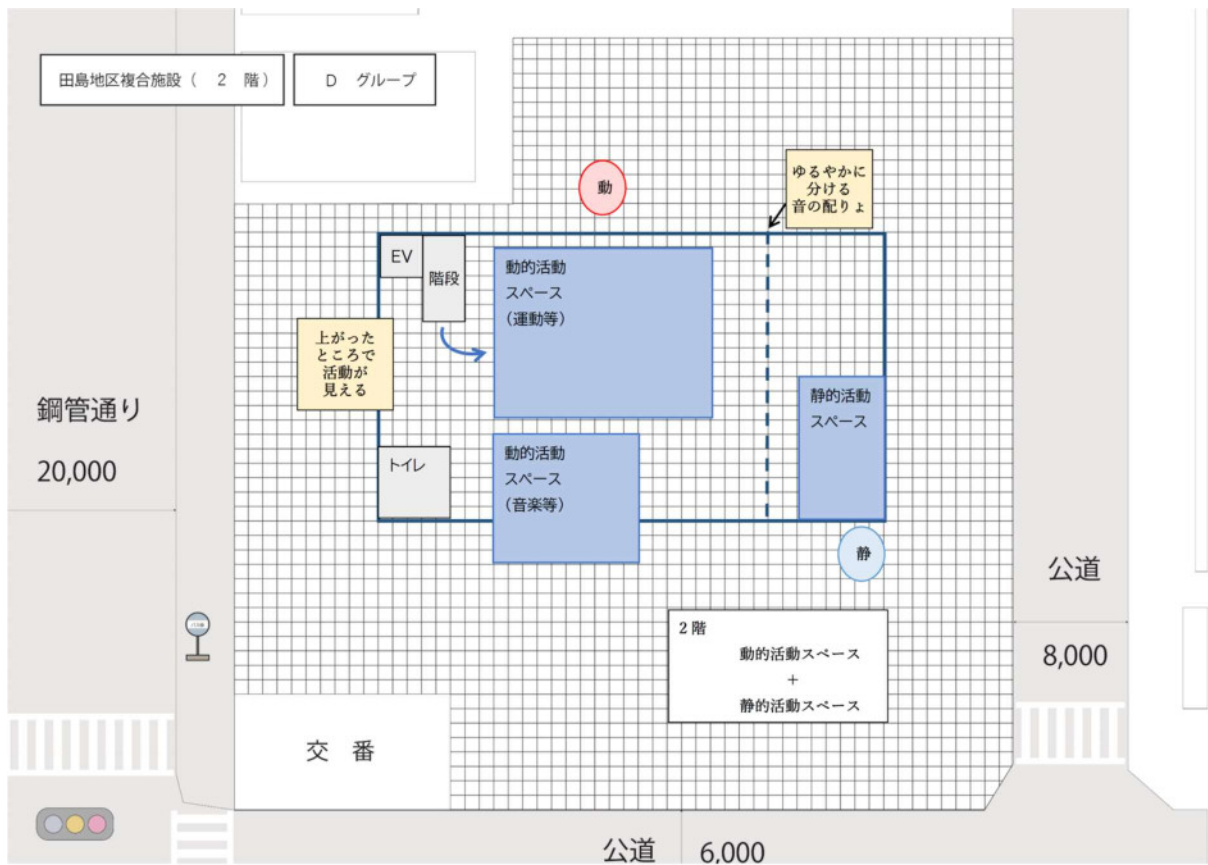 田島地区複合施設（　２　階）
D　グループ
動
ゆるやかに
分ける
音の配りょ
EV
階段
動的活動
スペース
（運動等）
上がった
ところで
活動が
見える
静的活動
スペース
鋼管通り
20,000
トイレ
動的活動
スペース
（音楽等）
静
公道
8,000
バス停
２階
動的活動スペース
＋
静的活動スペース
交　番
公道
6,000